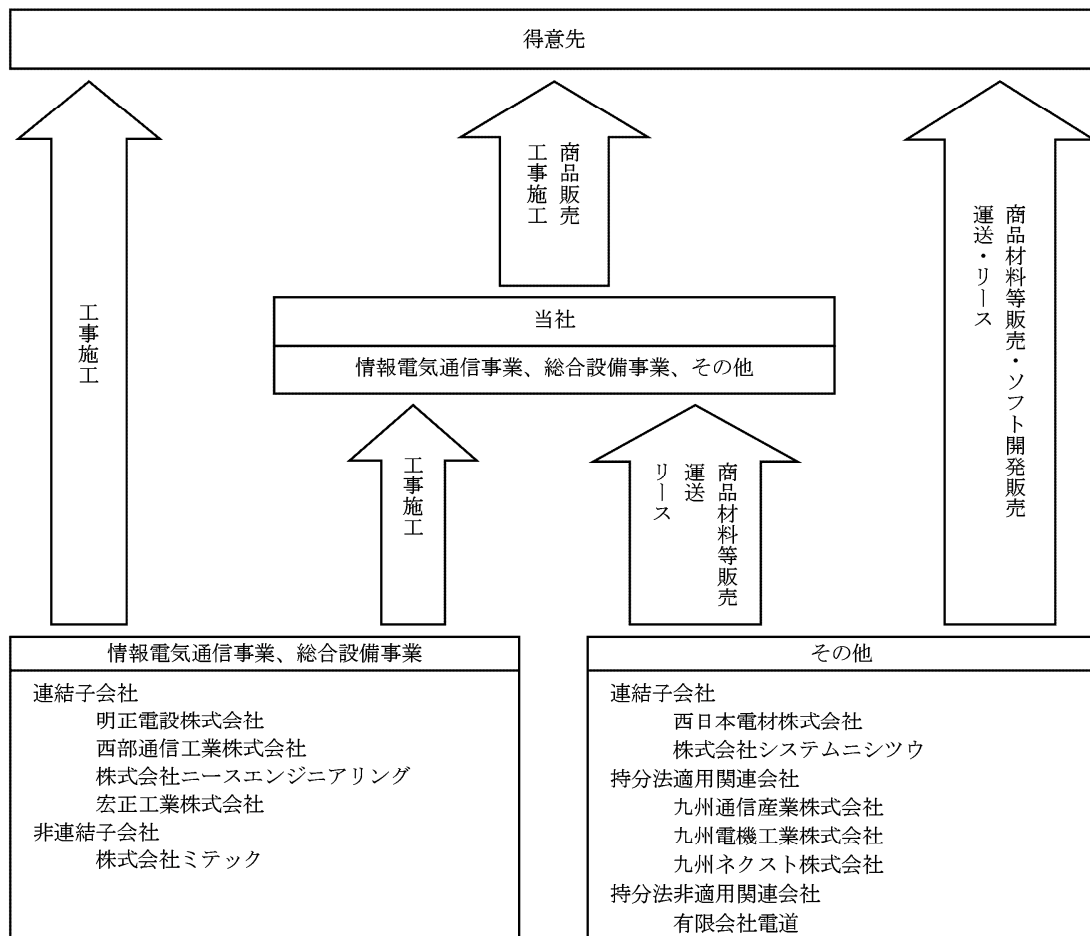 得意先
工事施工
商品販売
工事施工
商品材料等販売・ソフト開発販売
運送・リース
当社
情報電気通信事業、総合設備事業、その他
工事施工
商品材料等販売
運送
リース
情報電気通信事業、総合設備事業
連結子会社
明正電設株式会社
西部通信工業株式会社
株式会社ニースエンジニアリング
宏正工業株式会社
非連結子会社
株式会社ミテック
その他
連結子会社
西日本電材株式会社
株式会社システムニシツウ
持分法適用関連会社
九州通信産業株式会社
九州電機工業株式会社
九州ネクスト株式会社
持分法非適用関連会社
有限会社電道